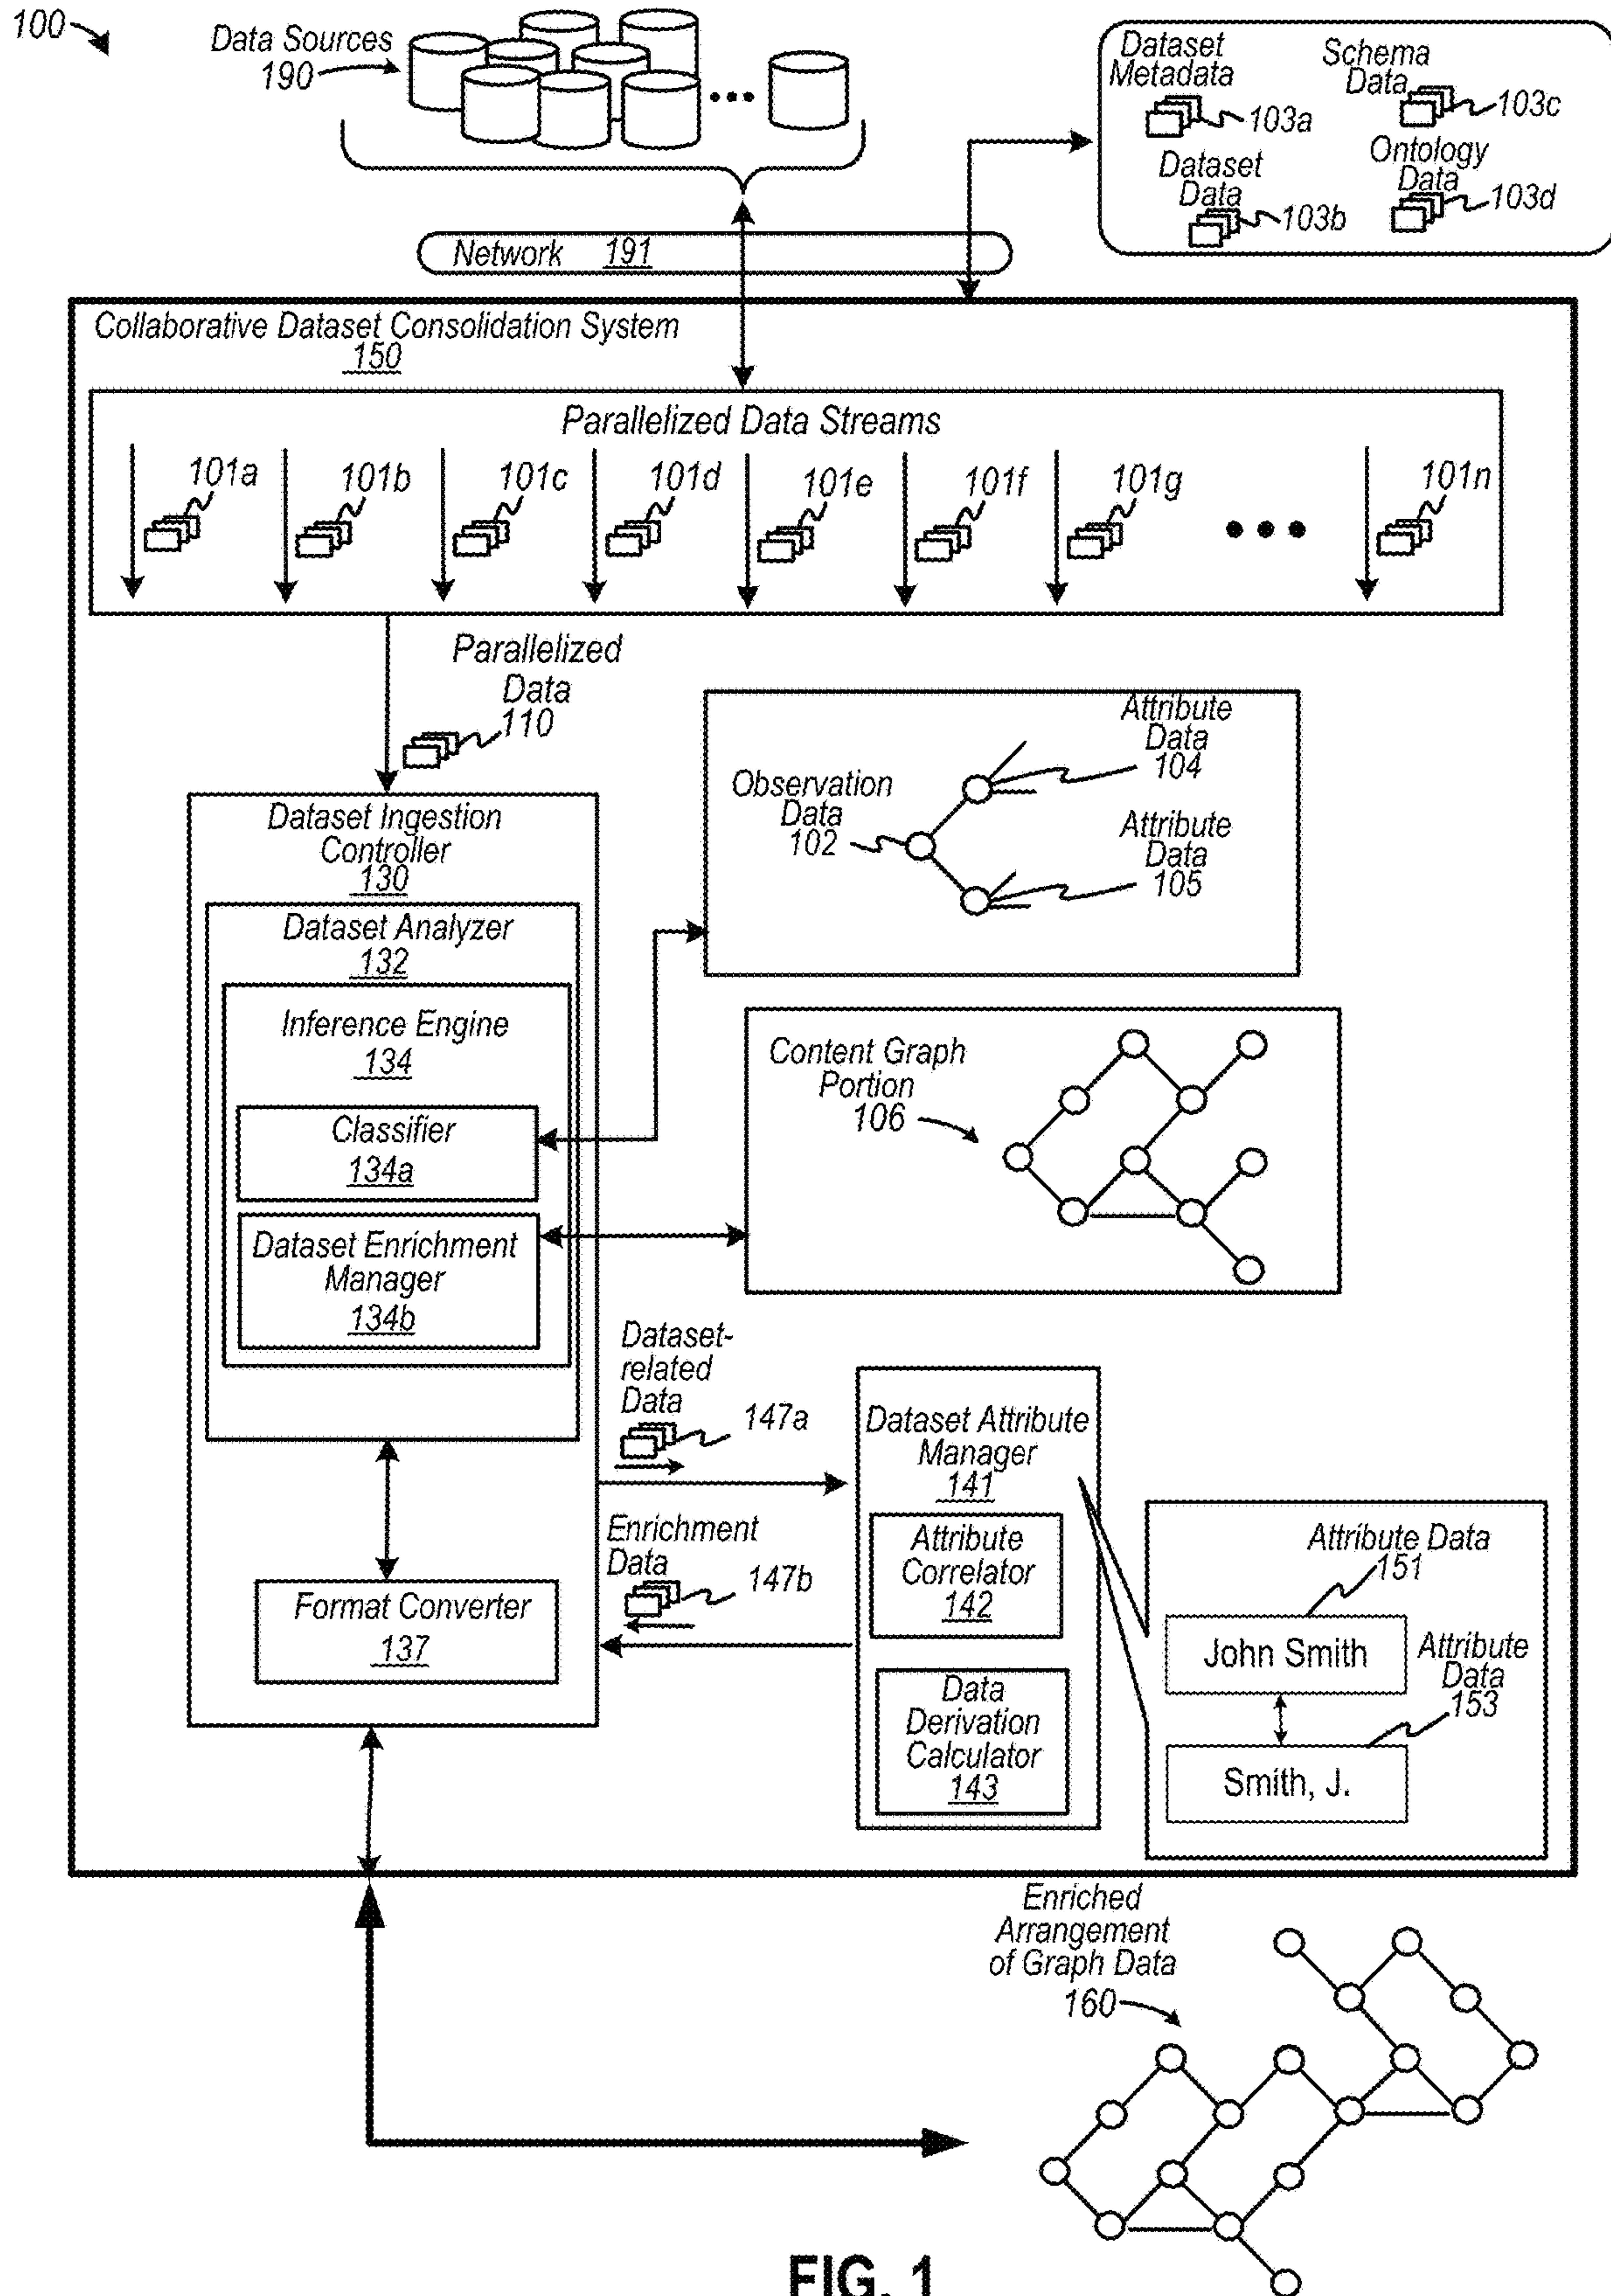 100
Data Sources
190
Dataset
Metadata
103a
Schema
Data
103c
Dataset
Data
103b
Ontology
Data
103d
Network 191
Collaborative Dataset Consolidation System
150
Parallelized Data Streams
101a
101b
101c
101d
101e
101f
101g
101n
Parallelized
Data
110
Observation
Data
102
Attribute
Data
104
Attribute
Data
105
Dataset Ingestion
Controller
130
Dataset Analyzer
132
Inference Engine
134
Classifier
134a
Dataset Enrichment
Manager
134b
Content Graph
Portion
106
Dataset-
related
Data
147a
Enrichment
Data
147b
Format Converter
137
Dataset Attribute
Manager
141
Attribute
Correlator
142
Data
Derivation
Calculator
143
Attribute Data
151
John Smith
Attribute
Data
153
Smith, J.
Enriched
Arrangement
of Graph Data
160
FIG. 1